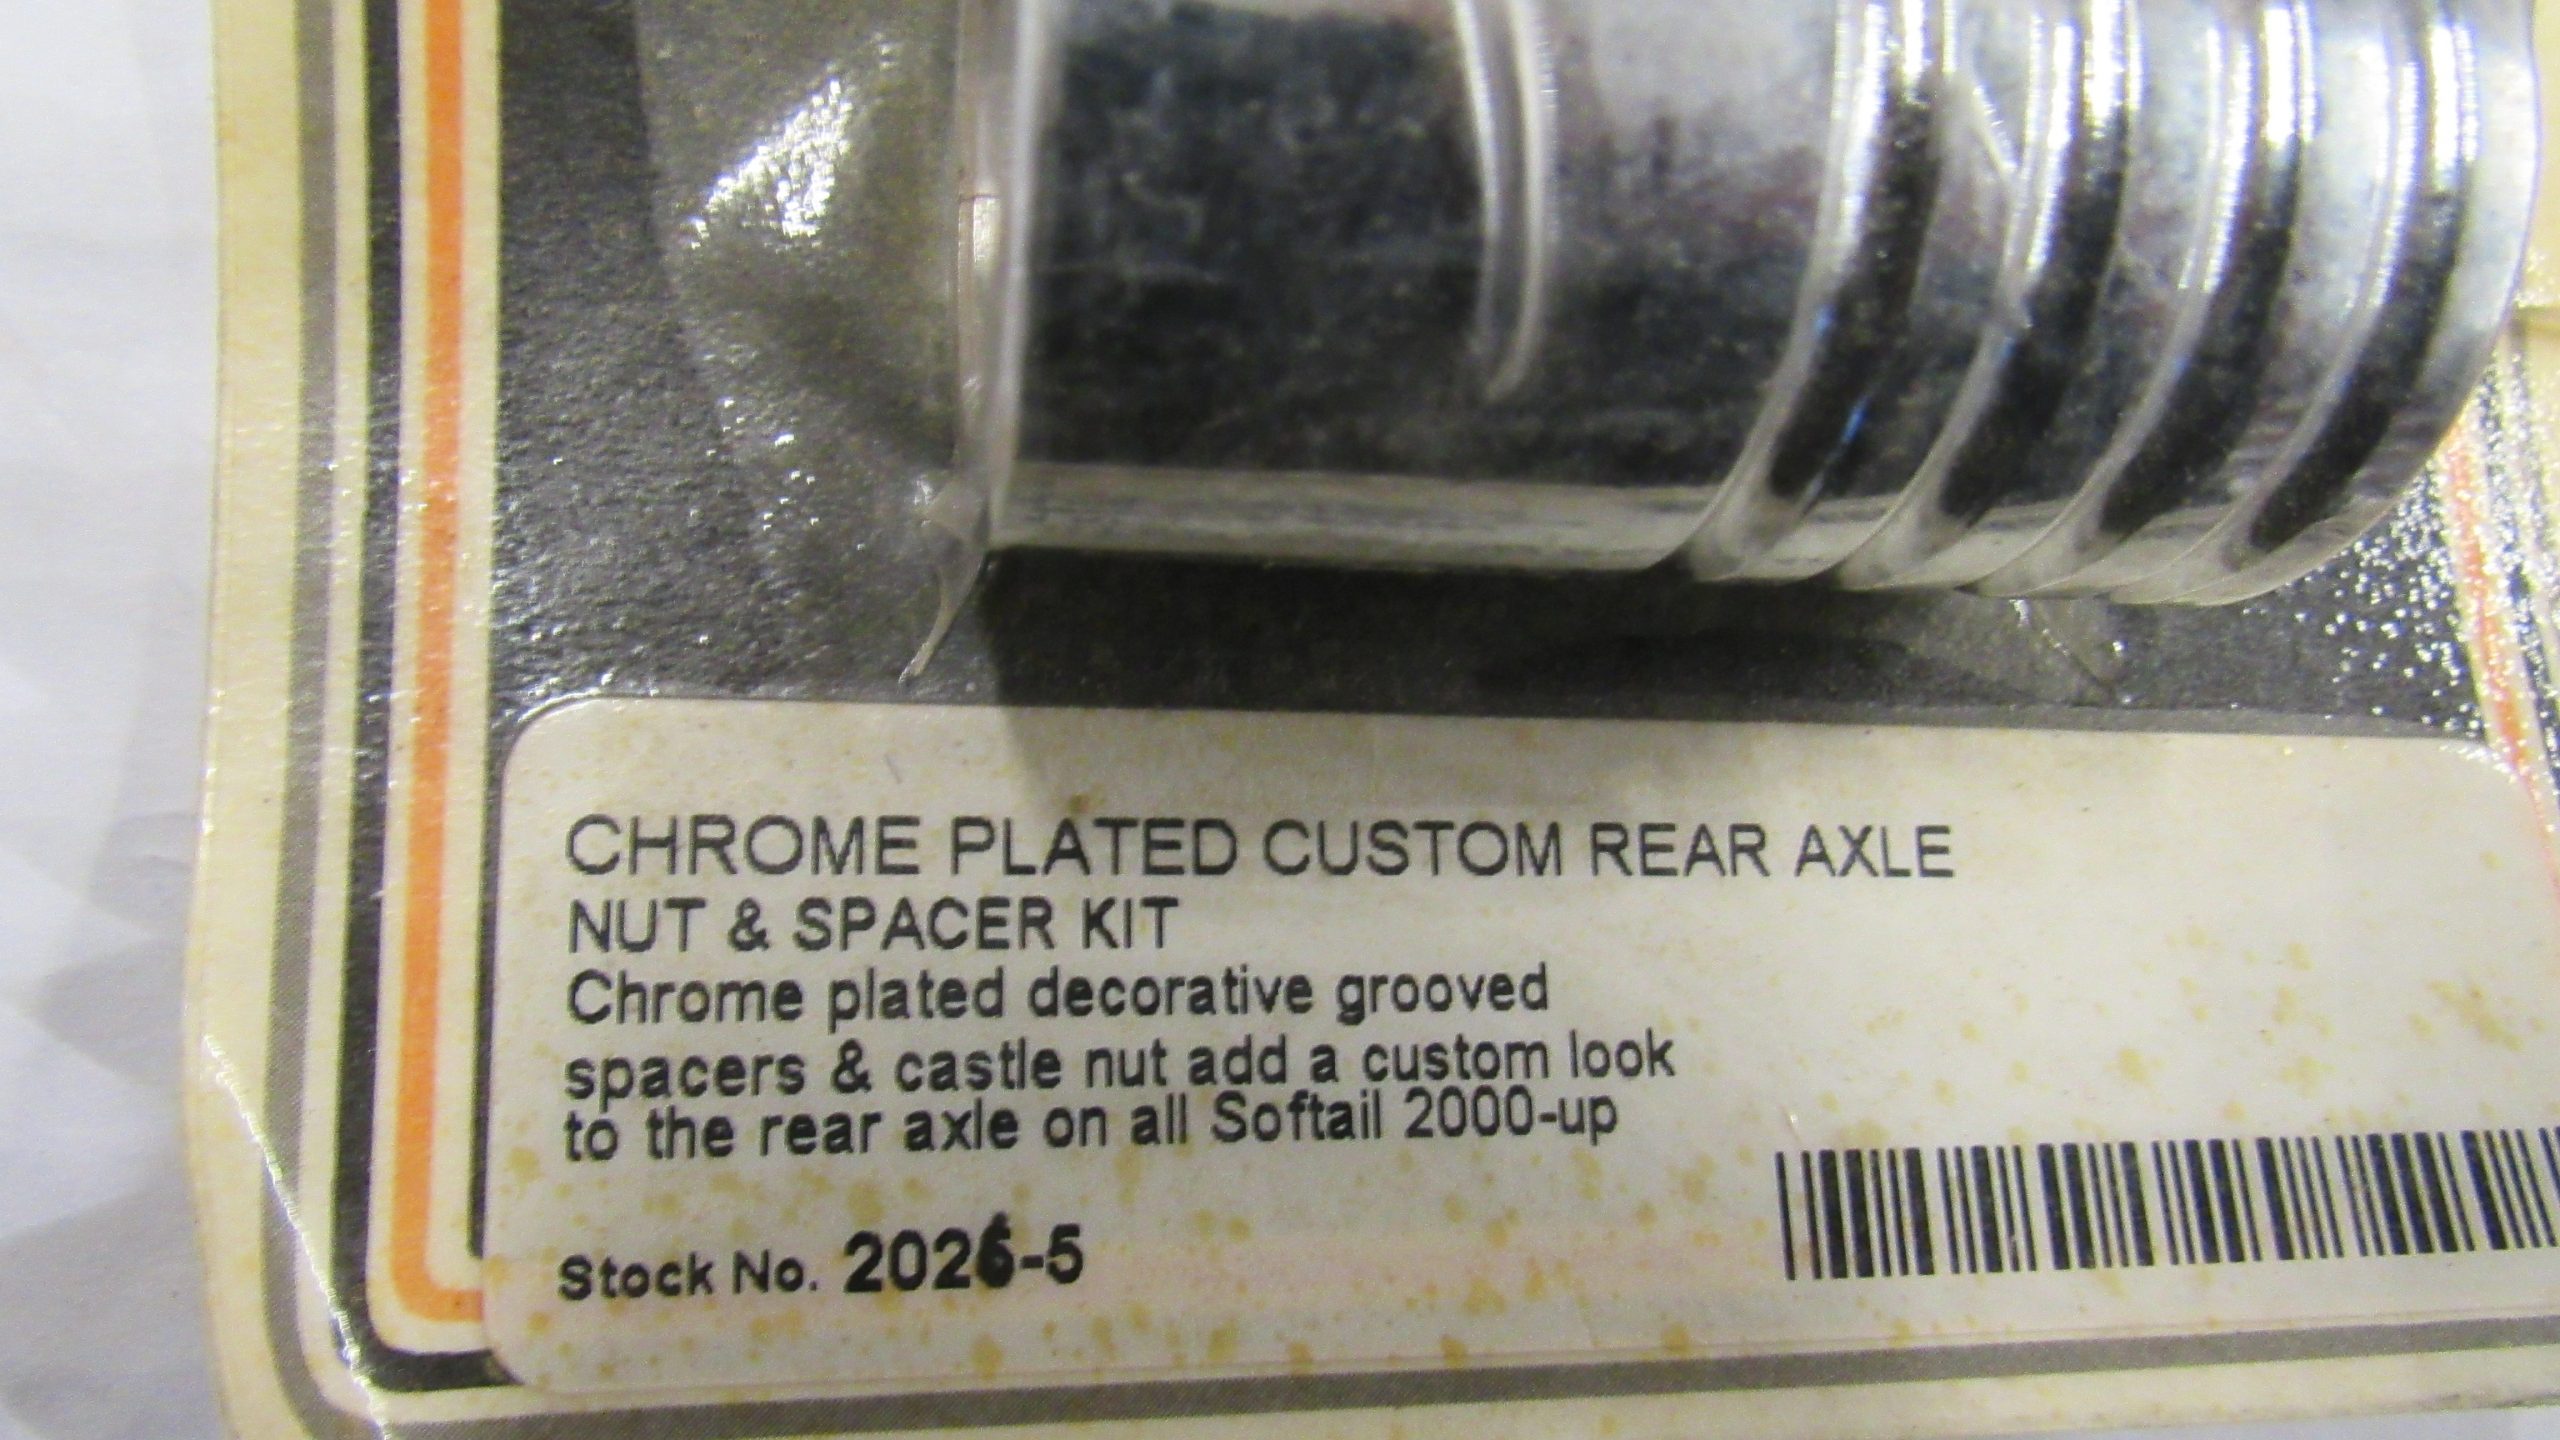 CHROME PLATED CUSTOM REAR AXLE
NUT & SPACER KIT
Chrome plated decorative grooved
spacers & castle nut add a custom look
to the rear axle on all Softail 2000-up
Stock No. 2026-5